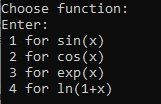 Choose function:
Enter:
1 for sin(x)
2 for cos(x)
3 for exp(x)
4 for ln(1+x)